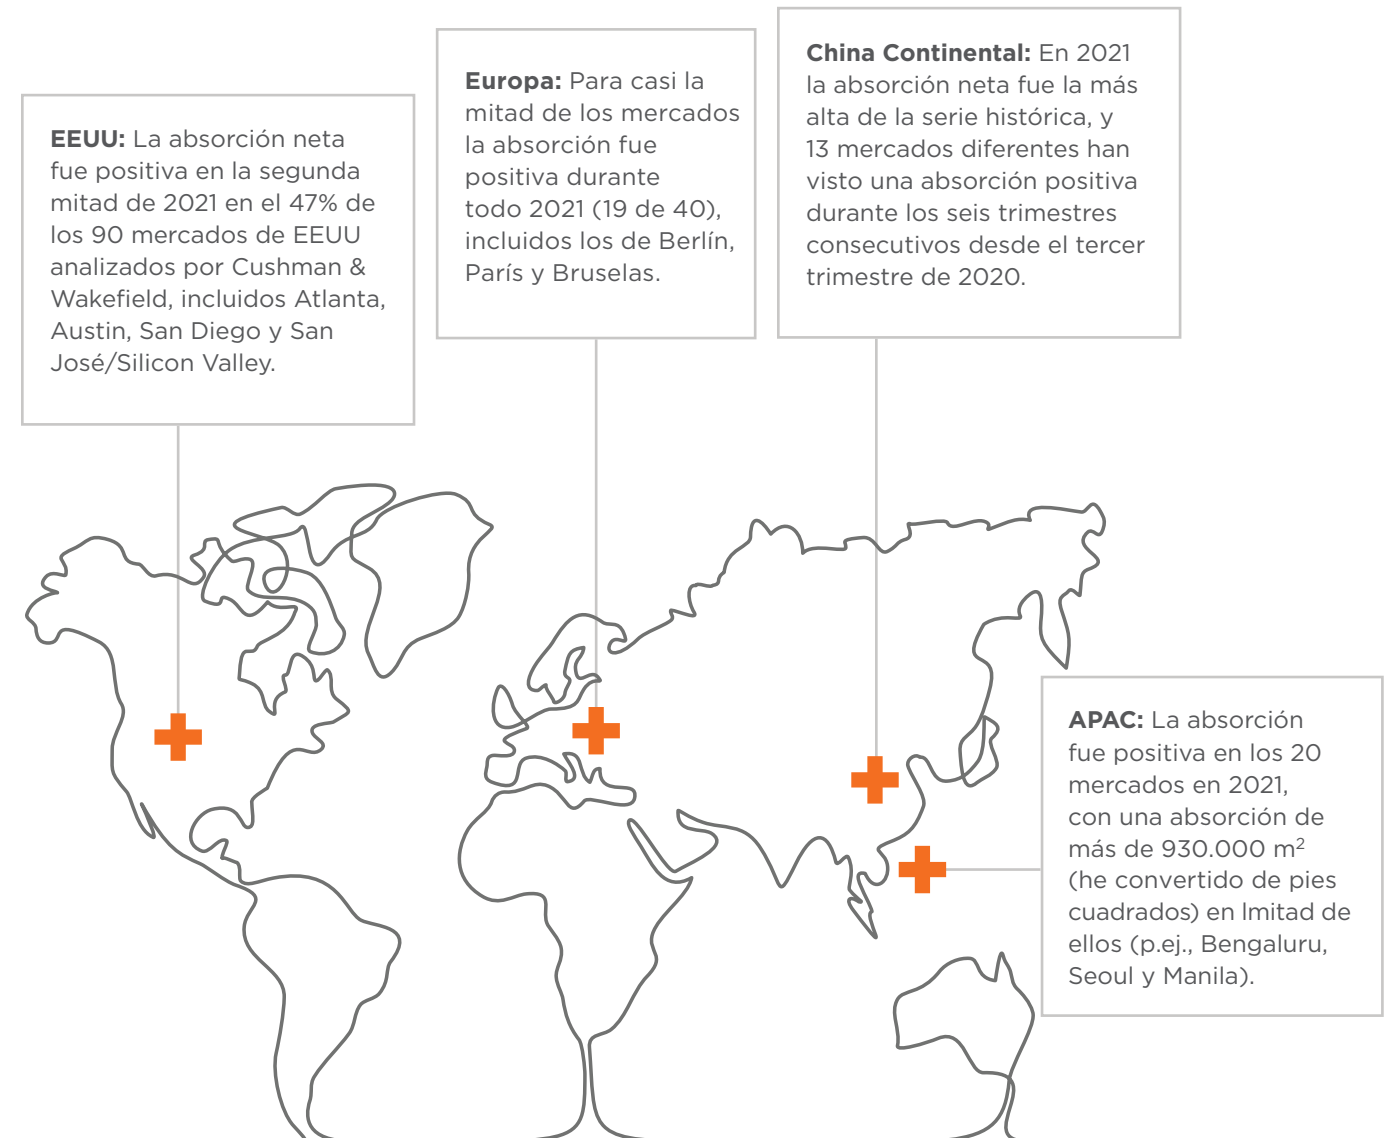 EEUU: La absorción neta
fue positiva en la segunda
mitad de 2021 en el 47% de
los 90 mercados de EEUU
analizados por Cushman &
Wakefield, incluidos Atlanta,
Austin, San Diego y San
José/Silicon Valley.
Europa: Para casi la
mitad de los mercados
la absorción fue
positiva durante
todo 2021 (19 de 40),
incluidos los de Berlín,
París y Bruselas.
China Continental: En 2021
la absorción neta fue la más
alta de la serie histórica, y
13 mercados diferentes han
visto una absorción positiva
durante los seis trimestres
consecutivos desde el tercer
trimestre de 2020.
APAC: La absorción
fue positiva en los 20
mercados en 2021,
con una absorción de
más de 930.000 m²
(he convertido de pies
cuadrados) en lmitad de
ellos (p.ej., Bengaluru,
Seoul y Manila).